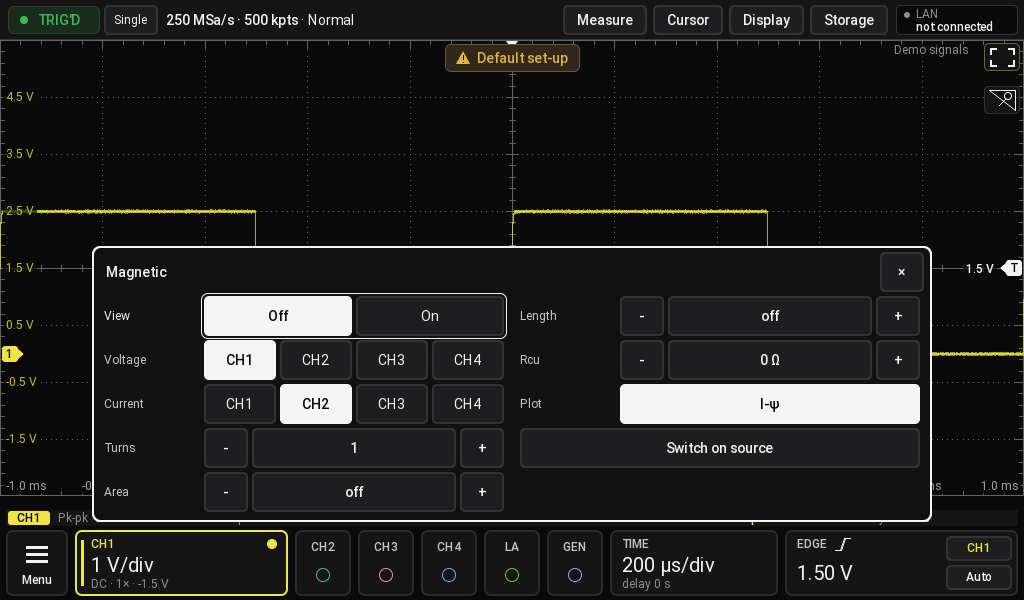 TRIG'D
Single
250 MSa/s · 500 kpts · Normal
Measure
Cursor
Display
Storage
LAN
not connected
Default set-up
Demo signals
4.5 V
3.5 V
2.5 V
1.5 V
0.5 V
-0.5 V
-1.5 V
1
1.5 V
T
-1.0 ms
1.0 ms
Magnetic
×
View
Off
On
Voltage
CH1
CH2
CH3
CH4
Current
CH1
CH2
CH3
CH4
Turns
-
1
+
Area
-
off
+
Length
-
off
+
Rcu
-
0 Ω
+
Plot
I-ψ
Switch on source
CH1
Pk-pk
Menu
CH1
1 V/div
DC · 1× · -1.5 V
CH2
CH3
CH4
LA
GEN
TIME
200 µs/div
delay 0 s
EDGE
1.50 V
CH1
Auto